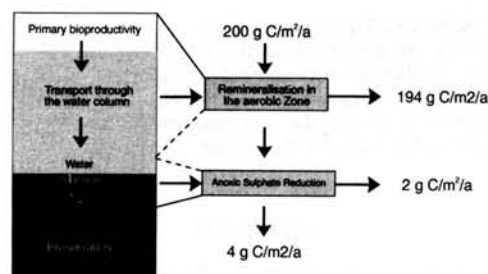 Primary bioproductivity
200 g C/m²/a
Transport through
the water column
Remineralisation in
the aerobic Zone
194 g C/m2/a
Water
Anoxic Sulphate Reduction
2 g C/m²/a
4 g C/m2/a